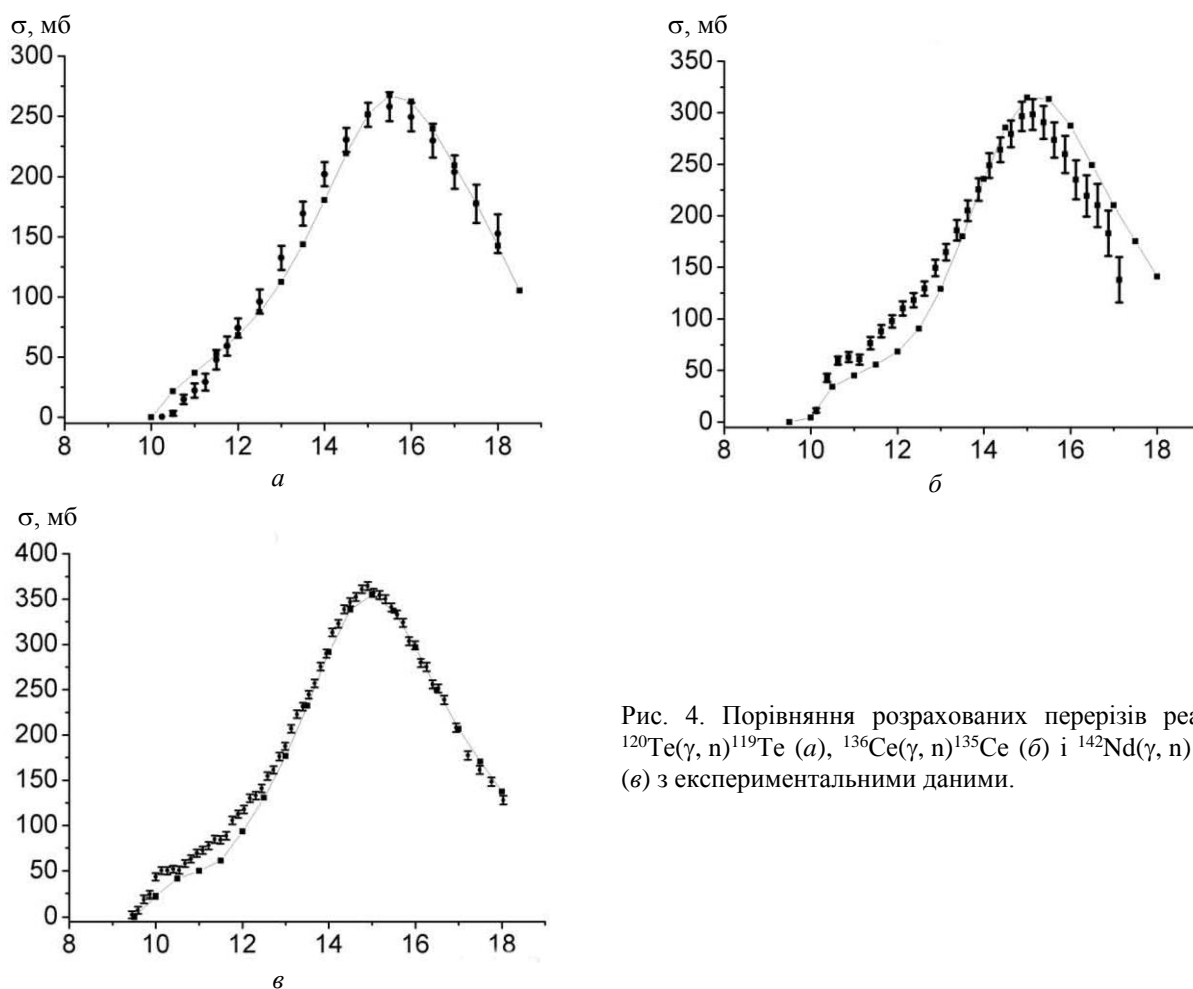 σ, мб
300
250
200
150
100
50
0
8 10 12 14 16 18
а
σ, мб
350
300
250
200
150
100
50
0
8 10 12 14 16 18
б
σ, мб
400
350
300
250
200
150
100
50
0
8 10 12 14 16 18
в
Рис. 4. Порівняння розрахованих перерізів реа
¹²⁰Te(γ, n)¹¹⁹Te (а), ¹³⁶Ce(γ, n)¹³⁵Ce (б) і ¹⁴²Nd(γ, n)
(в) з експериментальними даними.